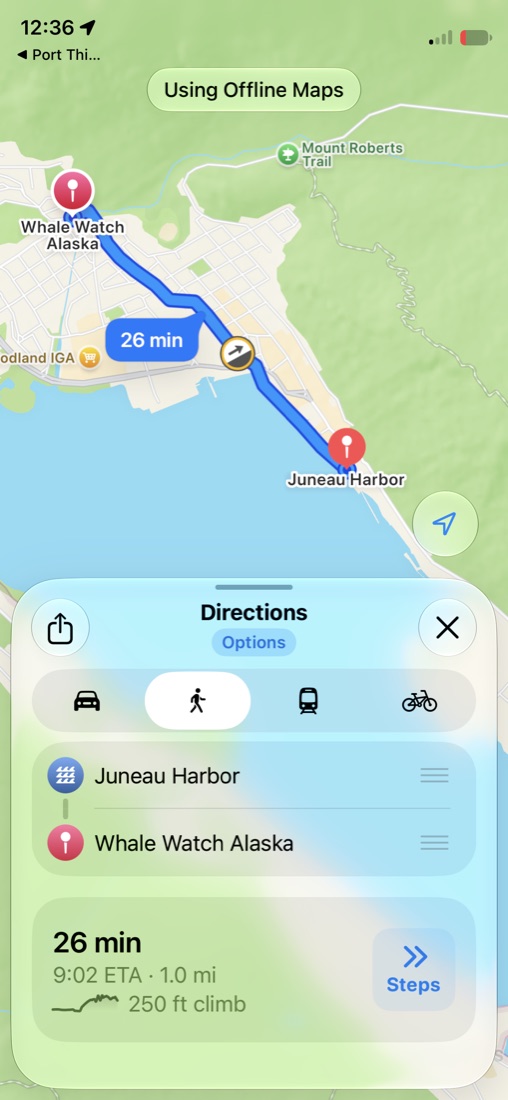 12:36
◀ Port Thi...
Using Offline Maps
Mount Roberts
Trail
Whale Watch
Alaska
26 min
odland IGA
Juneau Harbor
Directions
Options
Juneau Harbor
Whale Watch Alaska
26 min
9:02 ETA · 1.0 mi
250 ft climb
Steps